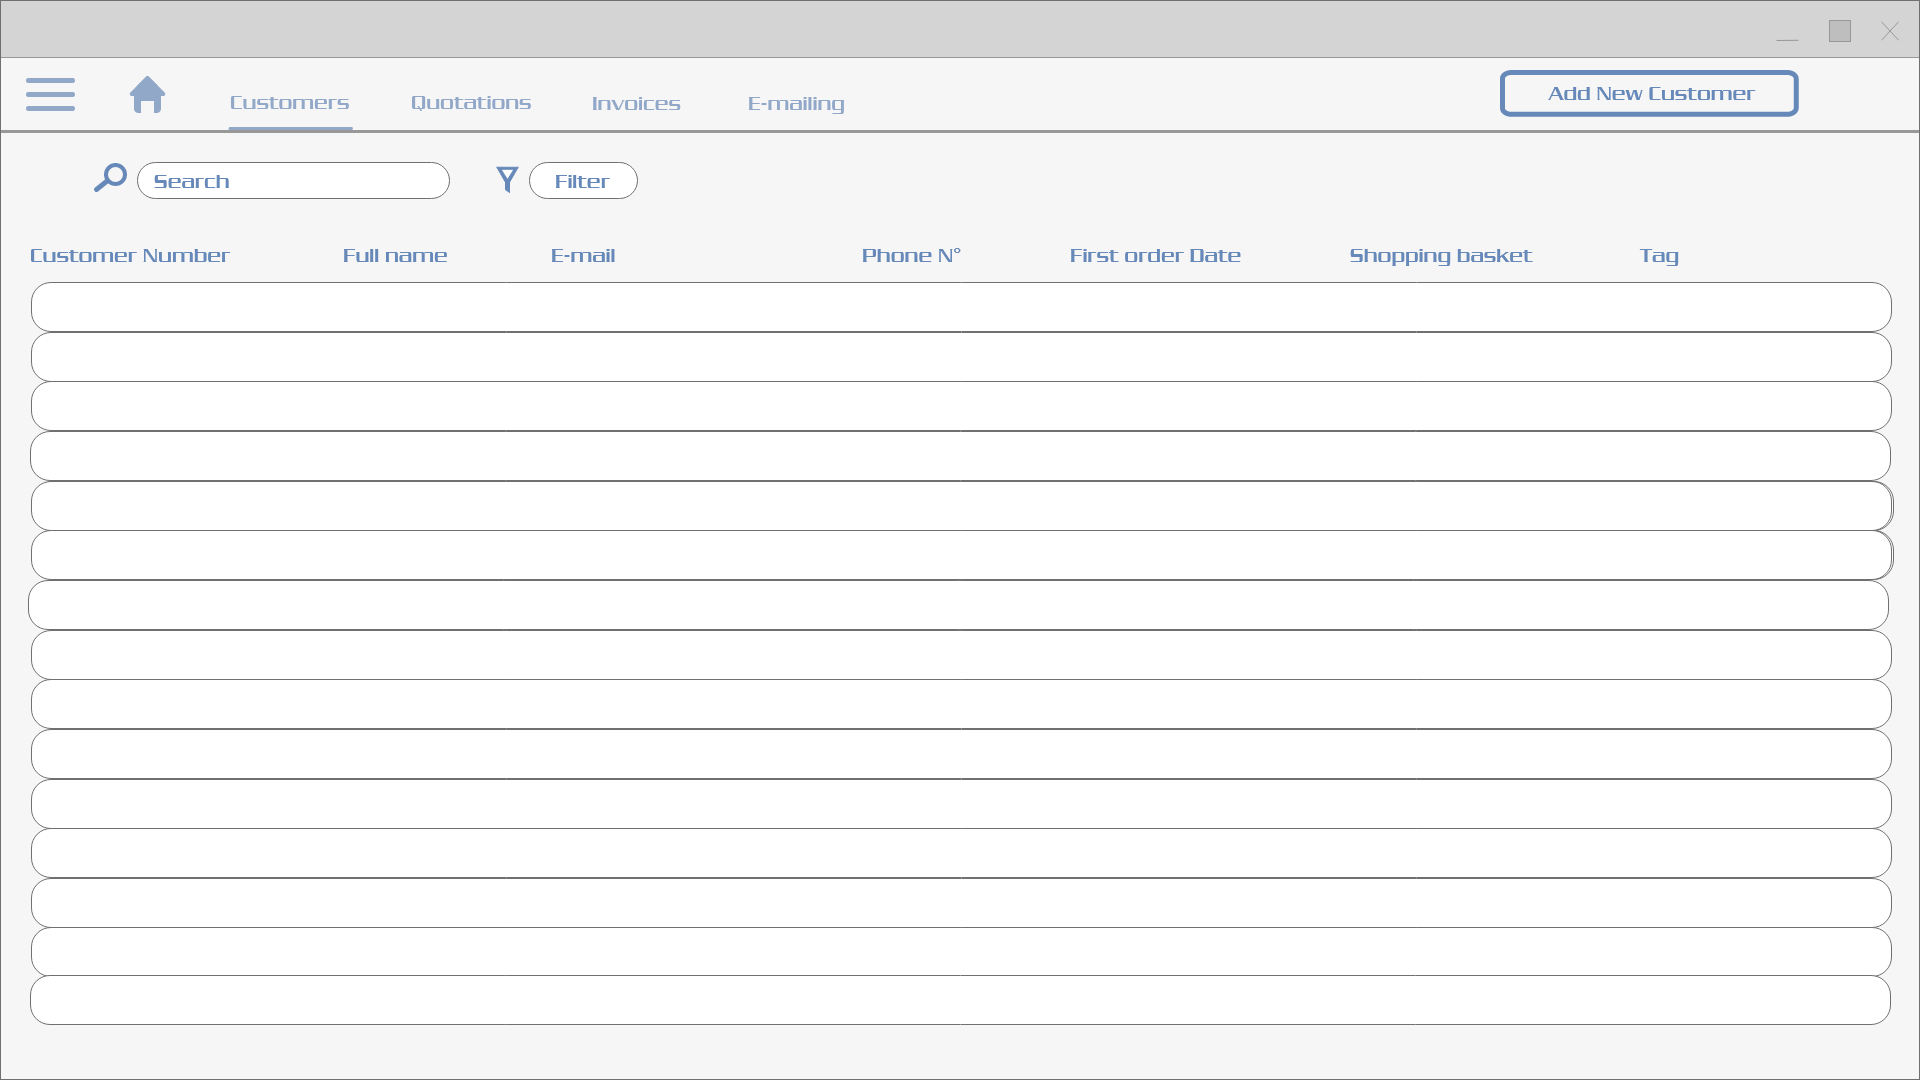 Customers Quotations Invoices E-mailing Add New Customer
Search Filter
Customer Number Full name E-mail Phone N° First order Date Shopping basket Tag